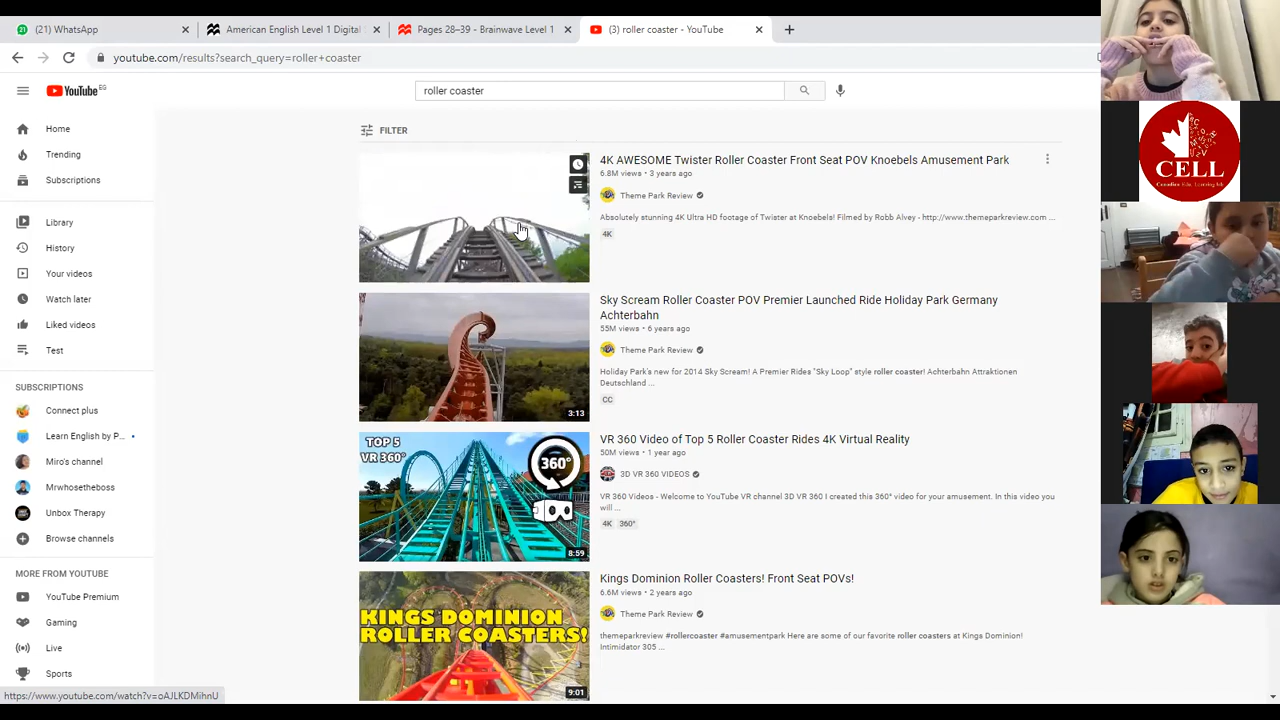 21
(21) WhatsApp
American English Level 1 Digital
Pages 28–39 - Brainwave Level 1
(3) roller coaster - YouTube
youtube.com/results?search_query=roller+coaster
YouTube EG
roller coaster
Home
Trending
Subscriptions
Library
History
Your videos
Watch later
Liked videos
Test
SUBSCRIPTIONS
Connect plus
Learn English by P...
Miro's channel
Mrwhosetheboss
Unbox Therapy
Browse channels
MORE FROM YOUTUBE
YouTube Premium
Gaming
Live
Sports
https://www.youtube.com/watch?v=oAJLKDMihnU
FILTER
4K AWESOME Twister Roller Coaster Front Seat POV Knoebels Amusement Park
6.8M views • 3 years ago
Theme Park Review
Absolutely stunning 4K Ultra HD footage of Twister at Knoebels! Filmed by Robb Alvey - http://www.themeparkreview.com ...
4K
3:13
Sky Scream Roller Coaster POV Premier Launched Ride Holiday Park Germany
Achterbahn
55M views • 6 years ago
Theme Park Review
Holiday Park's new for 2014 Sky Scream! A Premier Rides "Sky Loop" style roller coaster! Achterbahn Attraktionen
Deutschland ...
CC
TOP 5
VR 360°
360°
8:59
VR 360 Video of Top 5 Roller Coaster Rides 4K Virtual Reality
50M views • 1 year ago
3D VR 360 VIDEOS
VR 360 Videos - Welcome to YouTube VR channel 3D VR 360 I created this 360° video for your amusement. In this video you
will ...
4K 360°
KINGS DOMINION
ROLLER COASTERS!
9:01
Kings Dominion Roller Coasters! Front Seat POVs!
6.6M views • 2 years ago
Theme Park Review
themeparkreview #rollercoaster #amusementpark Here are some of our favorite roller coasters at Kings Dominion!
Intimidator 305 ...
CELL